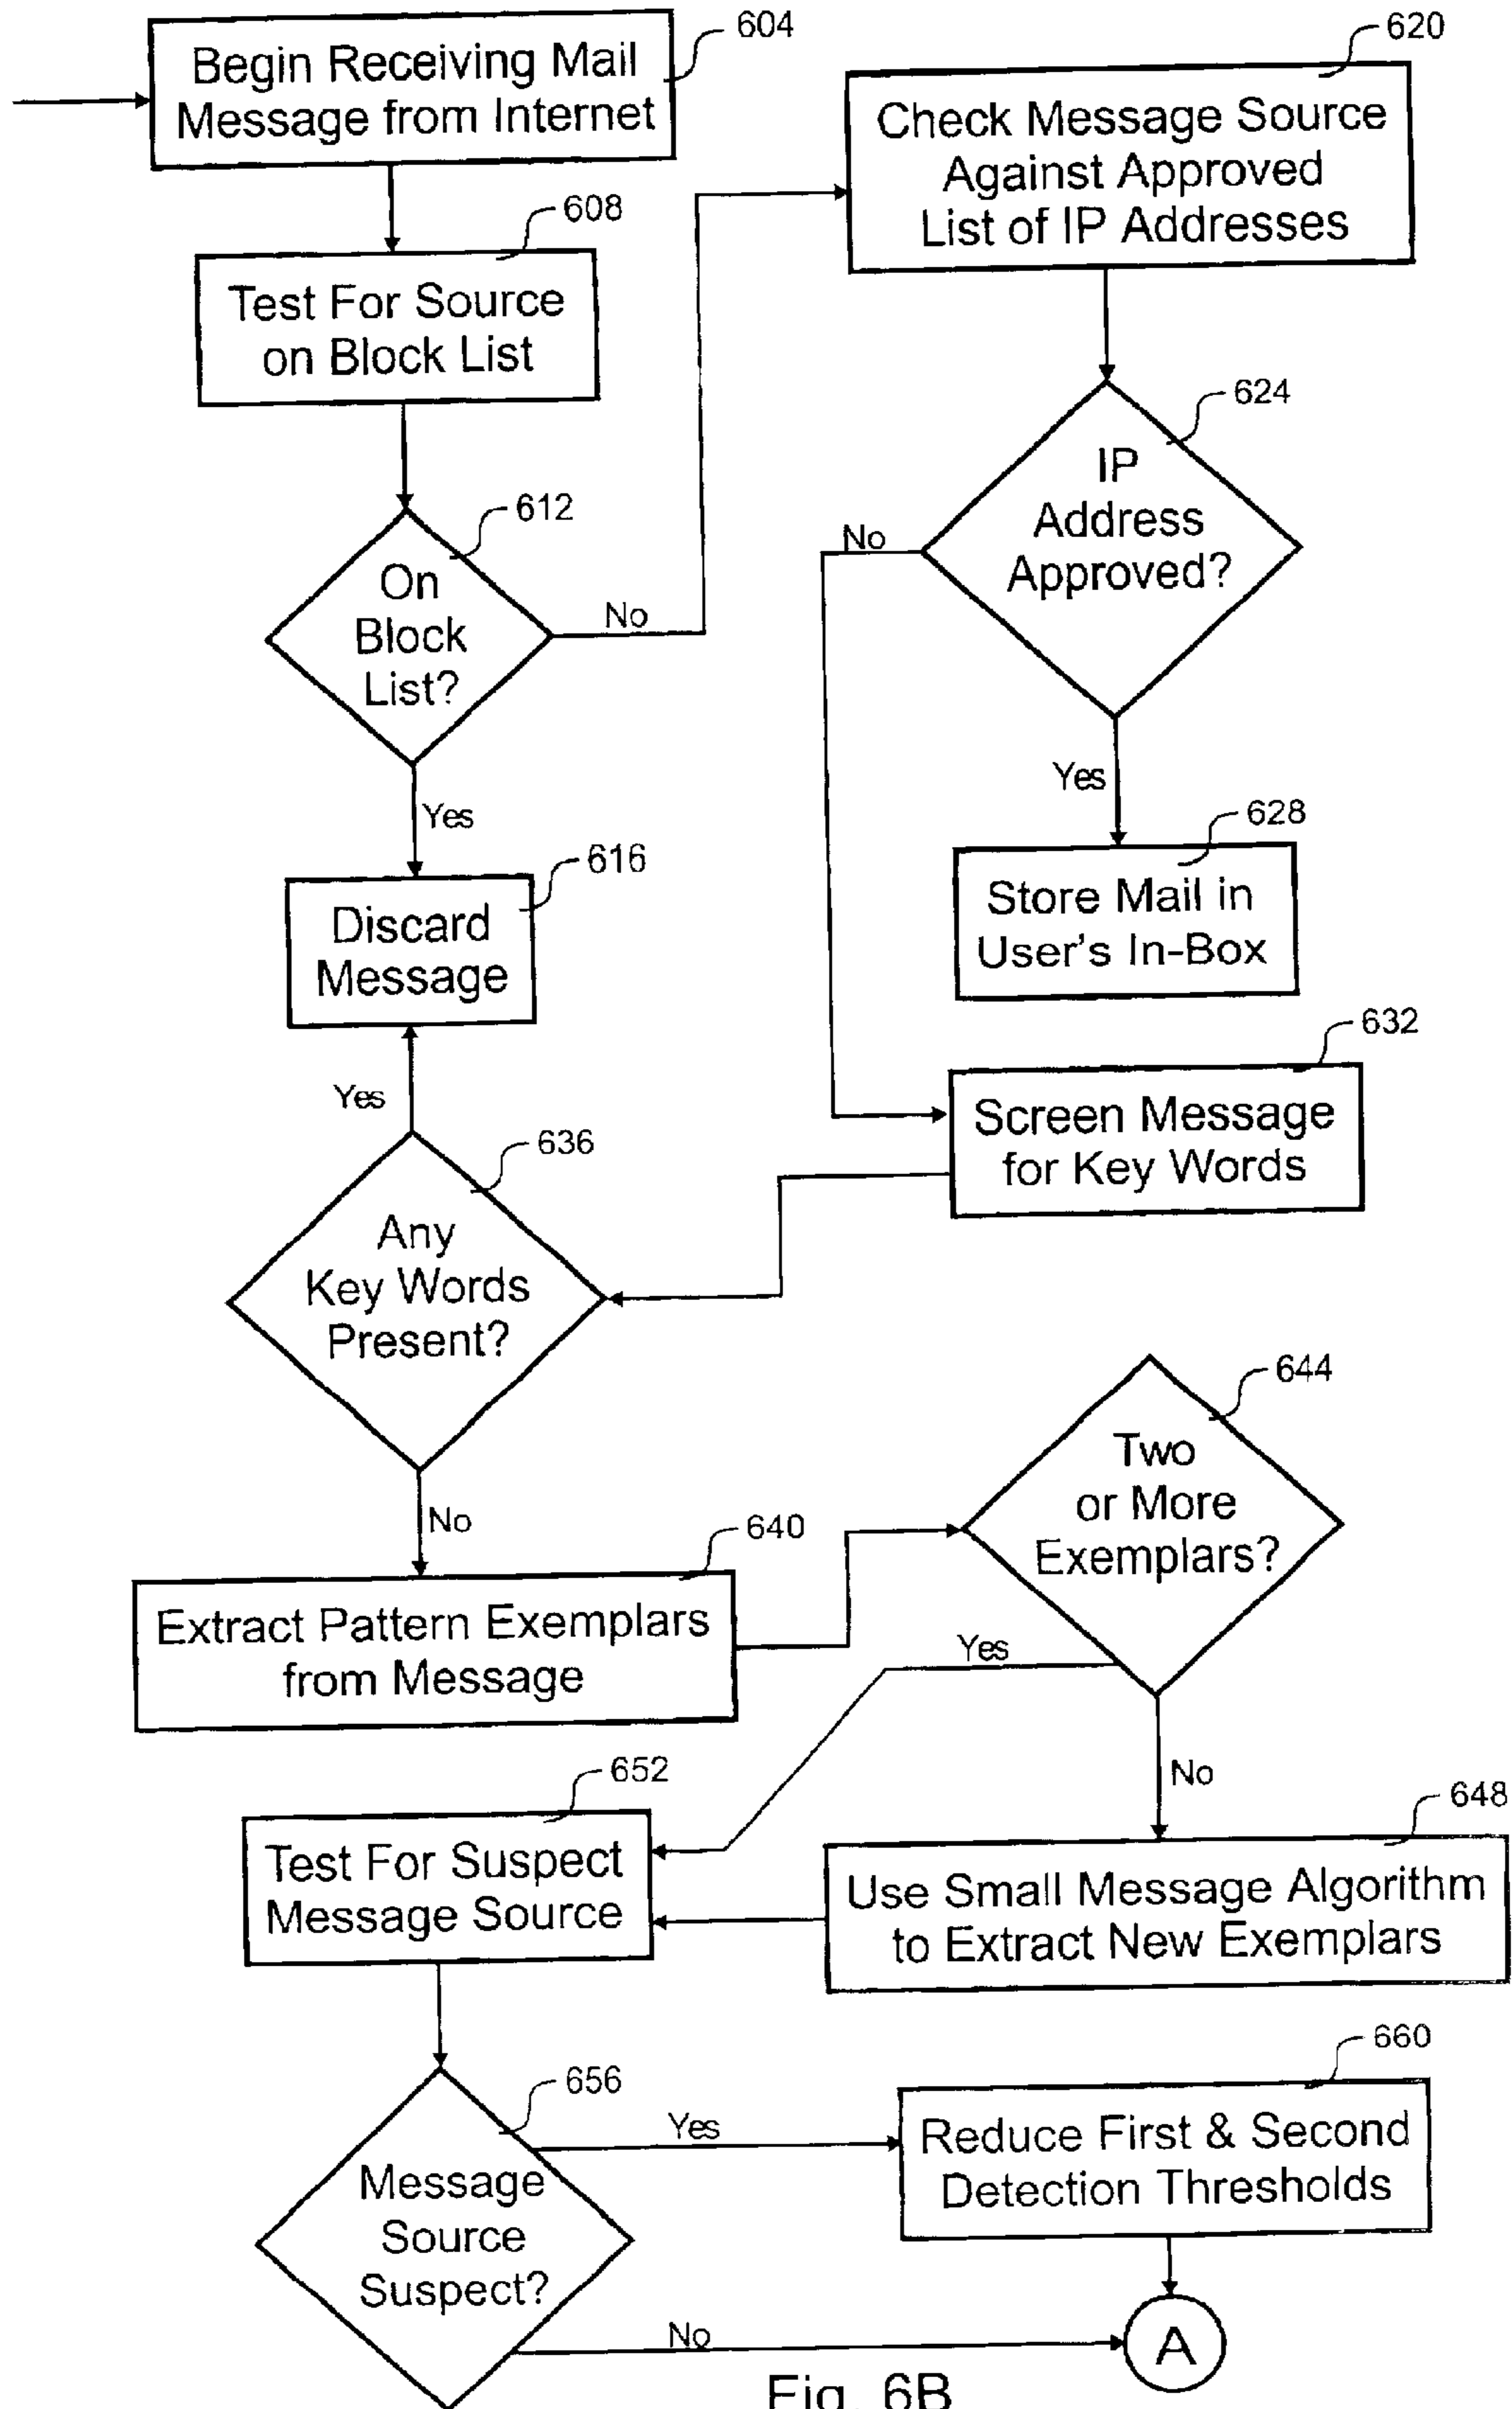 604
Begin Receiving Mail
Message from Internet
608
Test For Source
on Block List
612
On
Block
List?
No
Yes
616
Discard
Message
620
Check Message Source
Against Approved
List of IP Addresses
624
IP
Address
Approved?
No
Yes
628
Store Mail in
User's In-Box
632
Screen Message
for Key Words
Yes
636
Any
Key Words
Present?
No
640
Extract Pattern Exemplars
from Message
644
Two
or More
Exemplars?
Yes
No
648
Use Small Message Algorithm
to Extract New Exemplars
652
Test For Suspect
Message Source
656
Message
Source
Suspect?
Yes
No
660
Reduce First & Second
Detection Thresholds
A
Fig. 6B